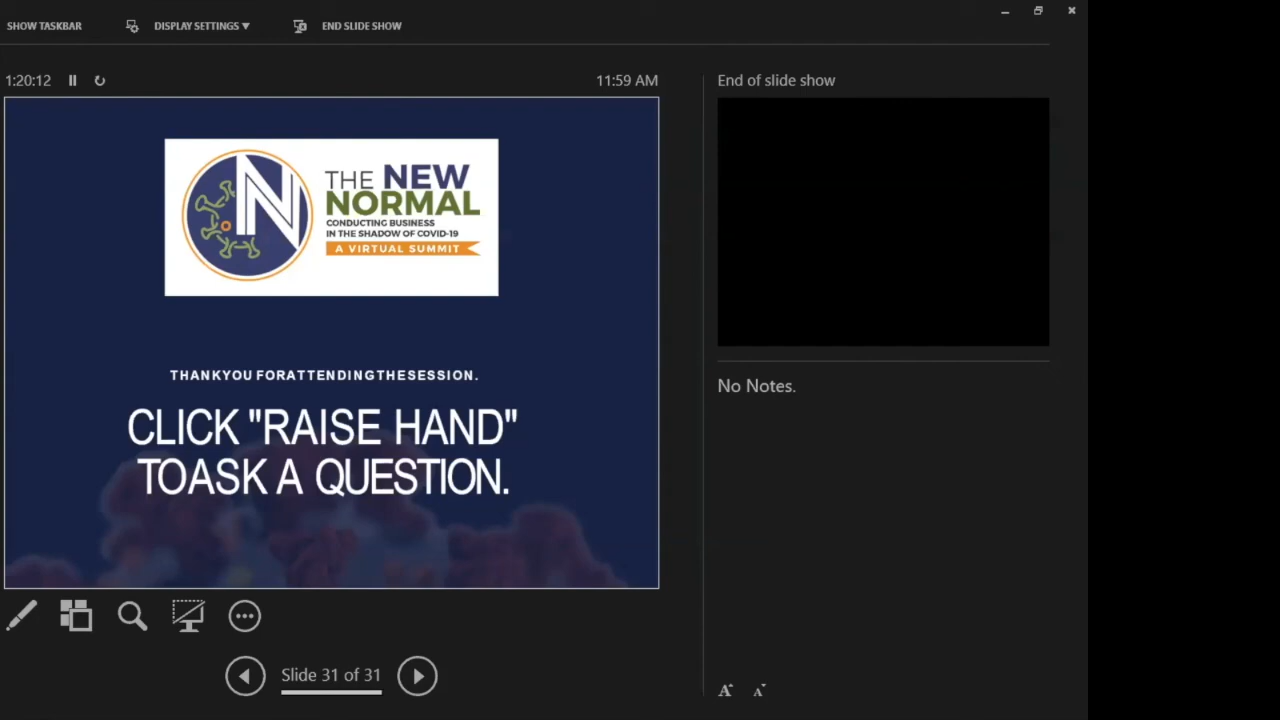 SHOW TASKBAR
DISPLAY SETTINGS ▼
END SLIDE SHOW
1:20:12
11:59 AM
End of slide show
N
THE NEW
NORMAL
CONDUCTING BUSINESS
IN THE SHADOW OF COVID-19
A VIRTUAL SUMMIT
THANKYOU FORATTENDINGTHESESSION.
CLICK "RAISE HAND"
TOASK A QUESTION.
No Notes.
Slide 31 of 31
A A